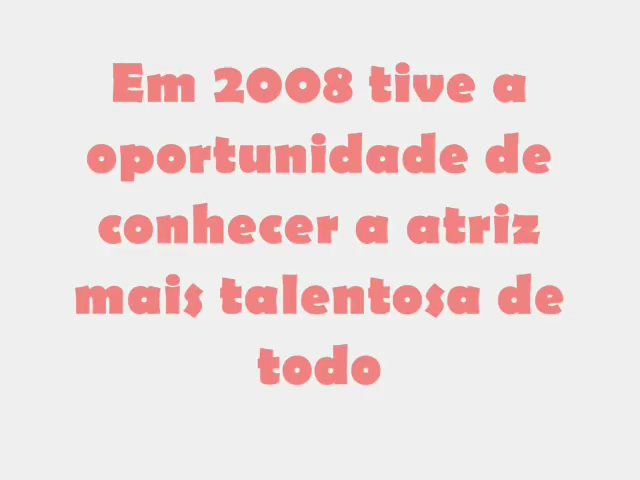 Em 2008 tive a
oportunidade de
conhecer a atriz
mais talentosa de
todo